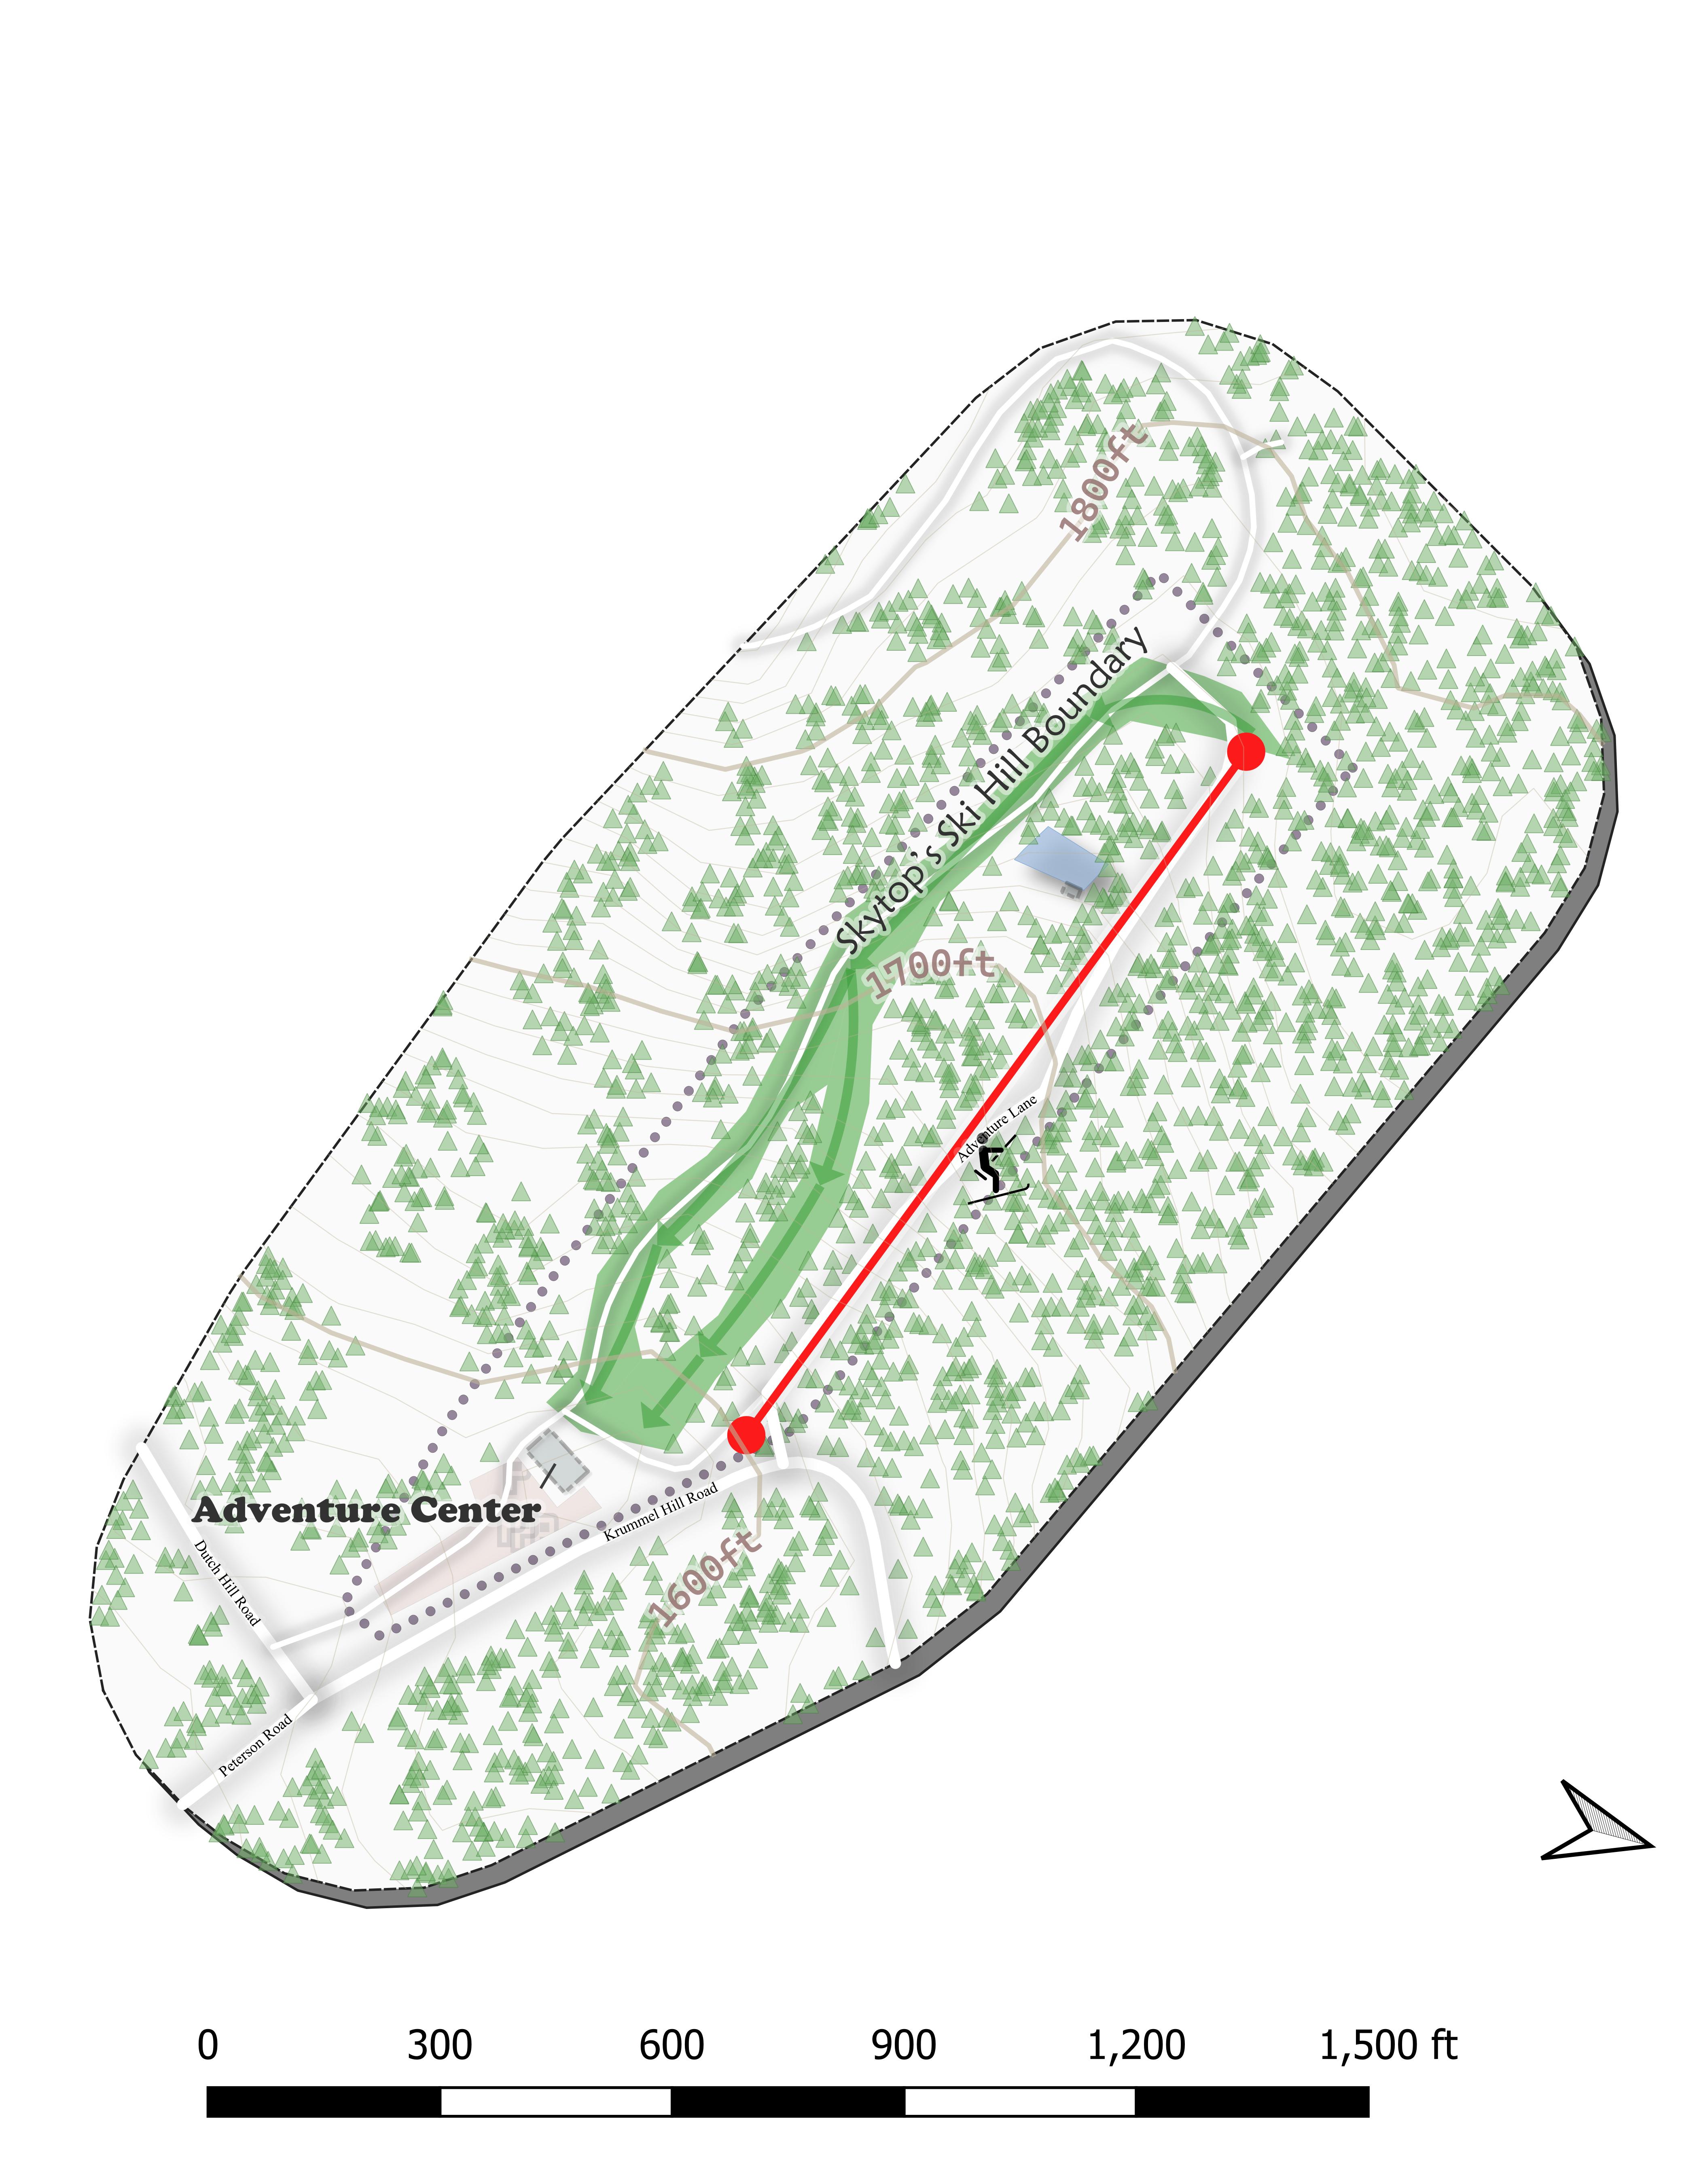 1800ft
Skytop's Ski Hill Boundary
1700ft
Adventure Lane
Adventure Center
Krummel Hill Road
Dutch Hill Road
1600ft
Peterson Road
0 300 600 900 1,200 1,500 ft